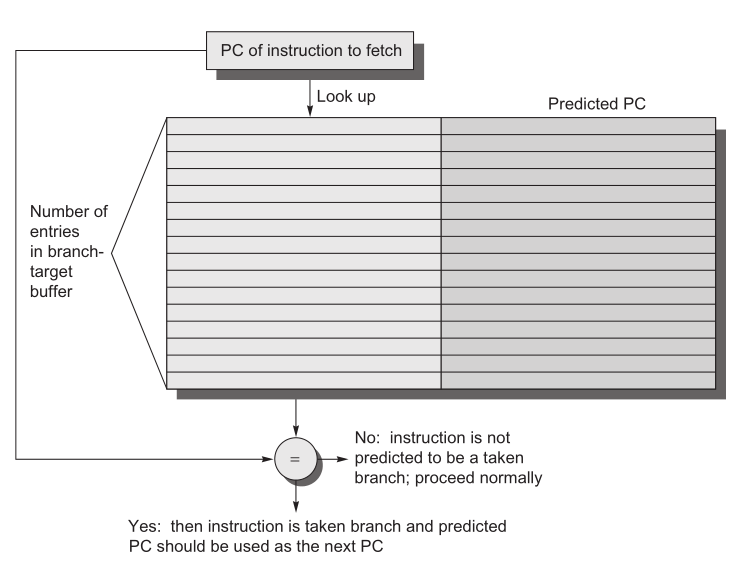 PC of instruction to fetch
Look up
Predicted PC
Number of
entries
in branch-
target
buffer
=
No: instruction is not
predicted to be a taken
branch; proceed normally
Yes: then instruction is taken branch and predicted
PC should be used as the next PC